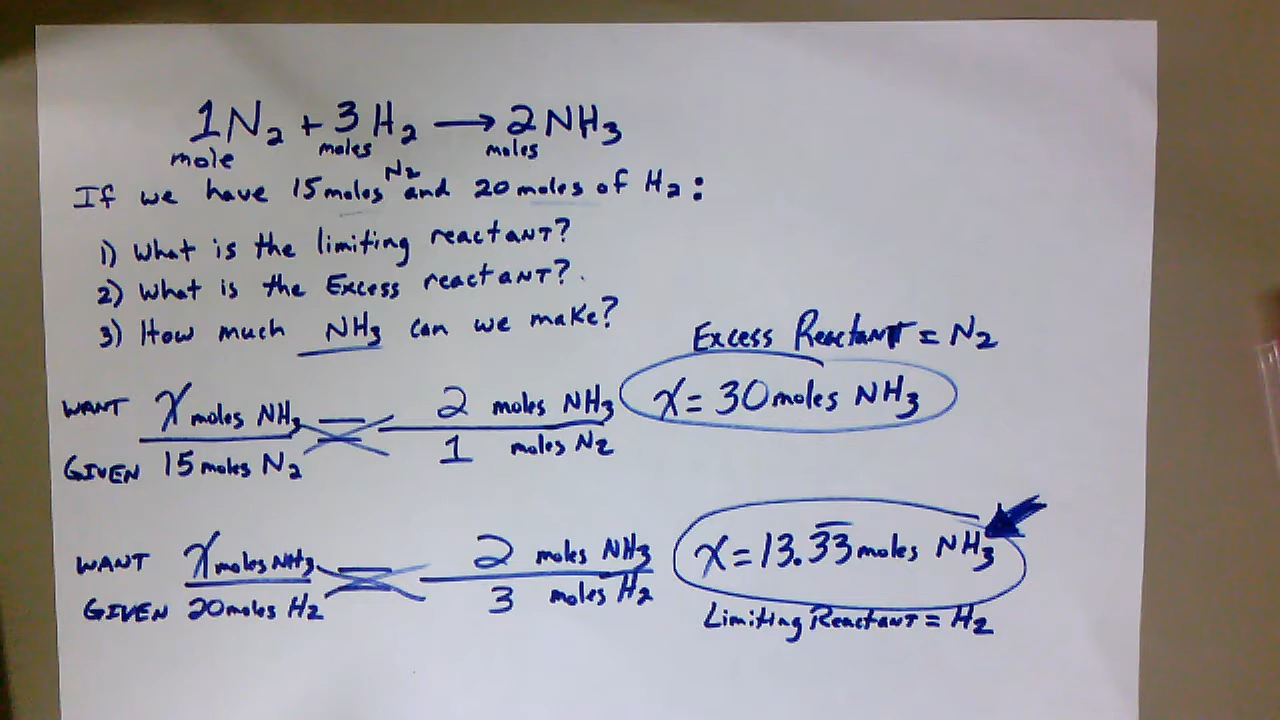 1N₂ + 3H₂ → 2NH₃
mole moles moles
If we have 15 moles N₂ and 20 moles of H₂:
1) What is the limiting reactant?
2) What is the Excess reactant?
3) How much NH₃ can we make?
Excess Reactant = N₂
WANT x moles NH₃ = 2 moles NH₃ x = 30 moles NH₃
GIVEN 15 moles N₂ 1 moles N₂
WANT x moles NH₃ = 2 moles NH₃ x = 13.3̅3̅ moles NH₃
GIVEN 20 moles H₂ 3 moles H₂
Limiting Reactant = H₂